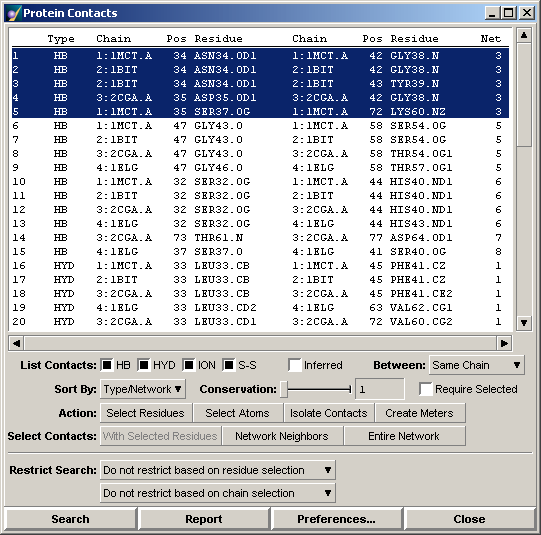 Protein Contacts
Type Chain Pos Residue Chain Pos Residue Net
1 HB 1:1MCT.A 34 ASN34.OD1 1:1MCT.A 42 GLY38.N 3
2 HB 2:1BIT 34 ASN34.OD1 2:1BIT 42 GLY38.N 3
3 HB 2:1BIT 34 ASN34.OD1 2:1BIT 43 TYR39.N 3
4 HB 3:2CGA.A 35 ASP35.OD1 3:2CGA.A 42 GLY38.N 3
5 HB 1:1MCT.A 35 SER37.OG 1:1MCT.A 72 LYS60.NZ 3
6 HB 1:1MCT.A 47 GLY43.O 1:1MCT.A 58 SER54.OG 5
7 HB 2:1BIT 47 GLY43.O 2:1BIT 58 SER54.OG 5
8 HB 3:2CGA.A 47 GLY43.O 3:2CGA.A 58 THR54.OG1 5
9 HB 4:1ELG 47 GLY46.O 4:1ELG 58 THR57.OG1 5
10 HB 1:1MCT.A 32 SER32.OG 1:1MCT.A 44 HIS40.ND1 6
11 HB 2:1BIT 32 SER32.OG 2:1BIT 44 HIS40.ND1 6
12 HB 3:2CGA.A 32 SER32.OG 3:2CGA.A 44 HIS40.ND1 6
13 HB 4:1ELG 32 SER32.OG 4:1ELG 44 HIS43.ND1 6
14 HB 3:2CGA.A 73 THR61.N 3:2CGA.A 77 ASP64.OD1 7
15 HB 4:1ELG 37 SER37.O 4:1ELG 41 SER40.OG 8
16 HYD 1:1MCT.A 33 LEU33.CB 1:1MCT.A 45 PHE41.CZ 1
17 HYD 2:1BIT 33 LEU33.CB 2:1BIT 45 PHE41.CZ 1
18 HYD 3:2CGA.A 33 LEU33.CB 3:2CGA.A 45 PHE41.CE2 1
19 HYD 4:1ELG 33 LEU33.CD2 4:1ELG 63 VAL62.CG1 1
20 HYD 3:2CGA.A 33 LEU33.CD1 3:2CGA.A 72 VAL60.CG2 1
List Contacts: HB HYD ION S-S Inferred Between: Same Chain
Sort By: Type/Network Conservation: 1 Require Selected
Action: Select Residues Select Atoms Isolate Contacts Create Meters
Select Contacts: With Selected Residues Network Neighbors Entire Network
Restrict Search: Do not restrict based on residue selection
Do not restrict based on chain selection
Search Report Preferences... Close